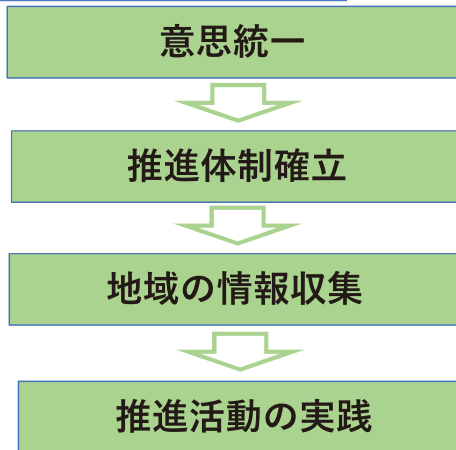 意思統一
推進体制確立
地域の情報収集
推進活動の実践